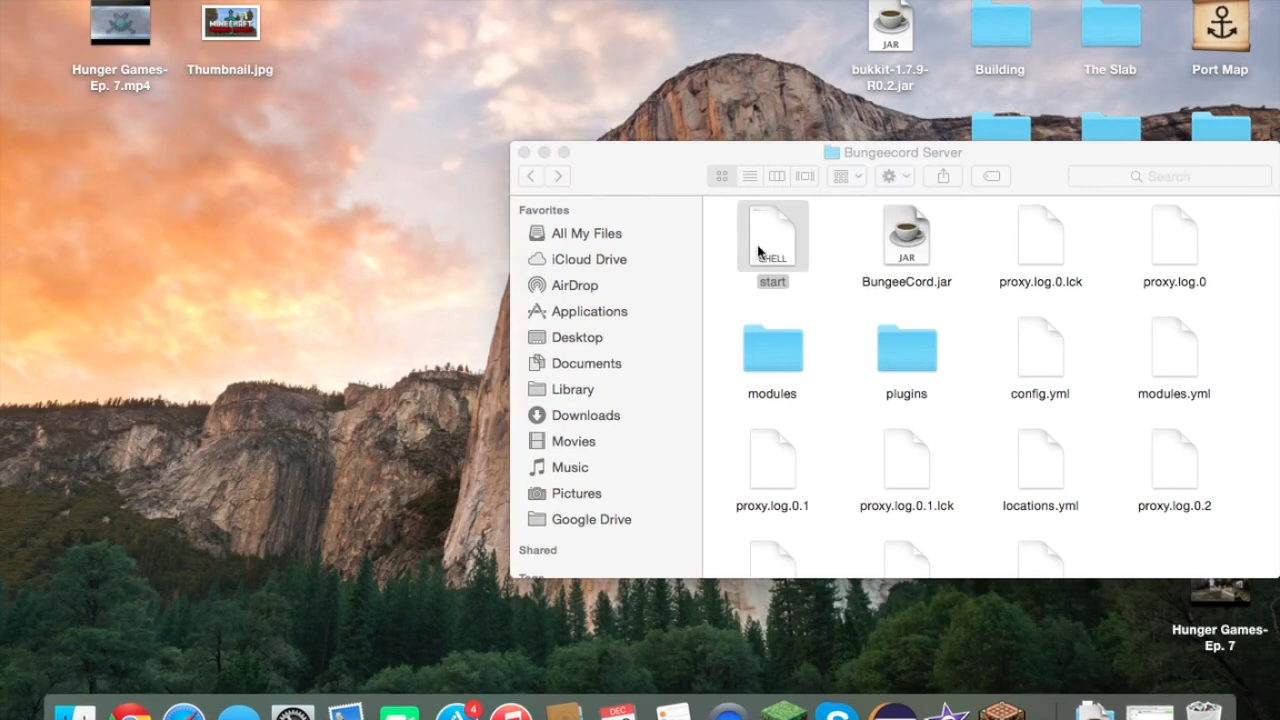 Hunger Games-
Ep. 7.mp4
MINECRAFT
Thumbnail.jpg
JAR
bukkit-1.7.9-
R0.2.jar
Building
The Slab
Port Map
Bungeecord Server
Search
Favorites
All My Files
iCloud Drive
AirDrop
Applications
Desktop
Documents
Library
Downloads
Movies
Music
Pictures
Google Drive
Shared
HELL
start
JAR
BungeeCord.jar
proxy.log.0.lck
proxy.log.0
modules
plugins
config.yml
modules.yml
proxy.log.0.1
proxy.log.0.1.lck
locations.yml
proxy.log.0.2
Hunger Games-
Ep. 7
4
DEC